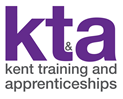 kt&a
kent training and
apprenticeships